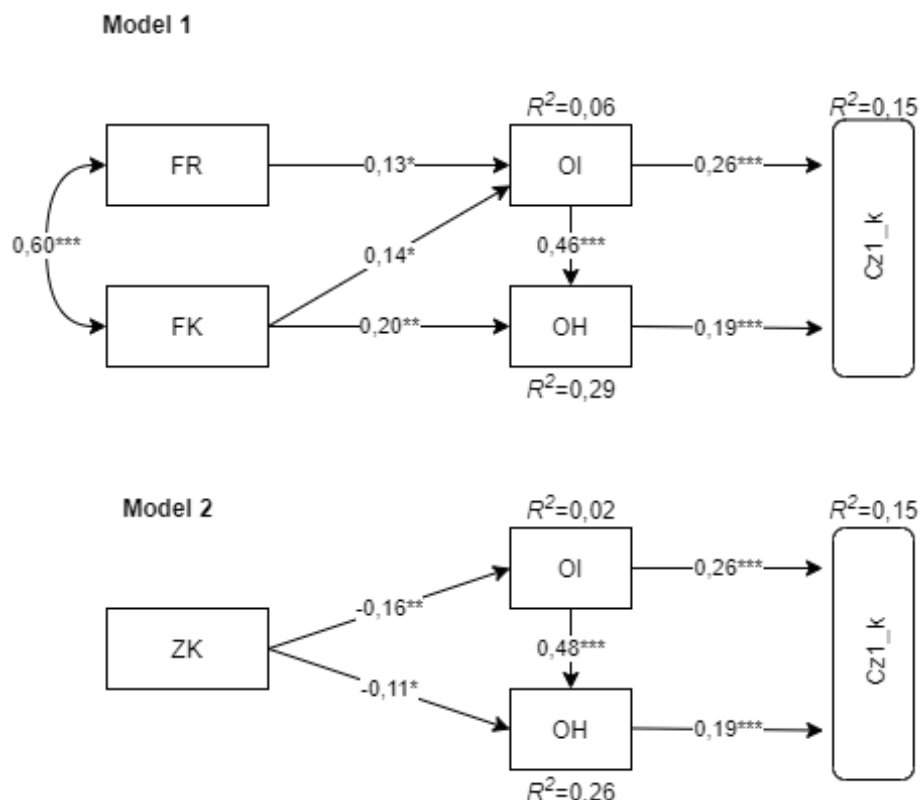 Model 1
R²=0,06
R²=0,15
FR
0,13*
OI
0,26***
0,60***
0,14*
0,46***
Cz1_k
FK
0,20**
OH
0,19***
R²=0,29
Model 2
R²=0,02
R²=0,15
OI
0,26***
-0,16**
ZK
0,48***
Cz1_k
-0,11*
OH
0,19***
R²=0,26